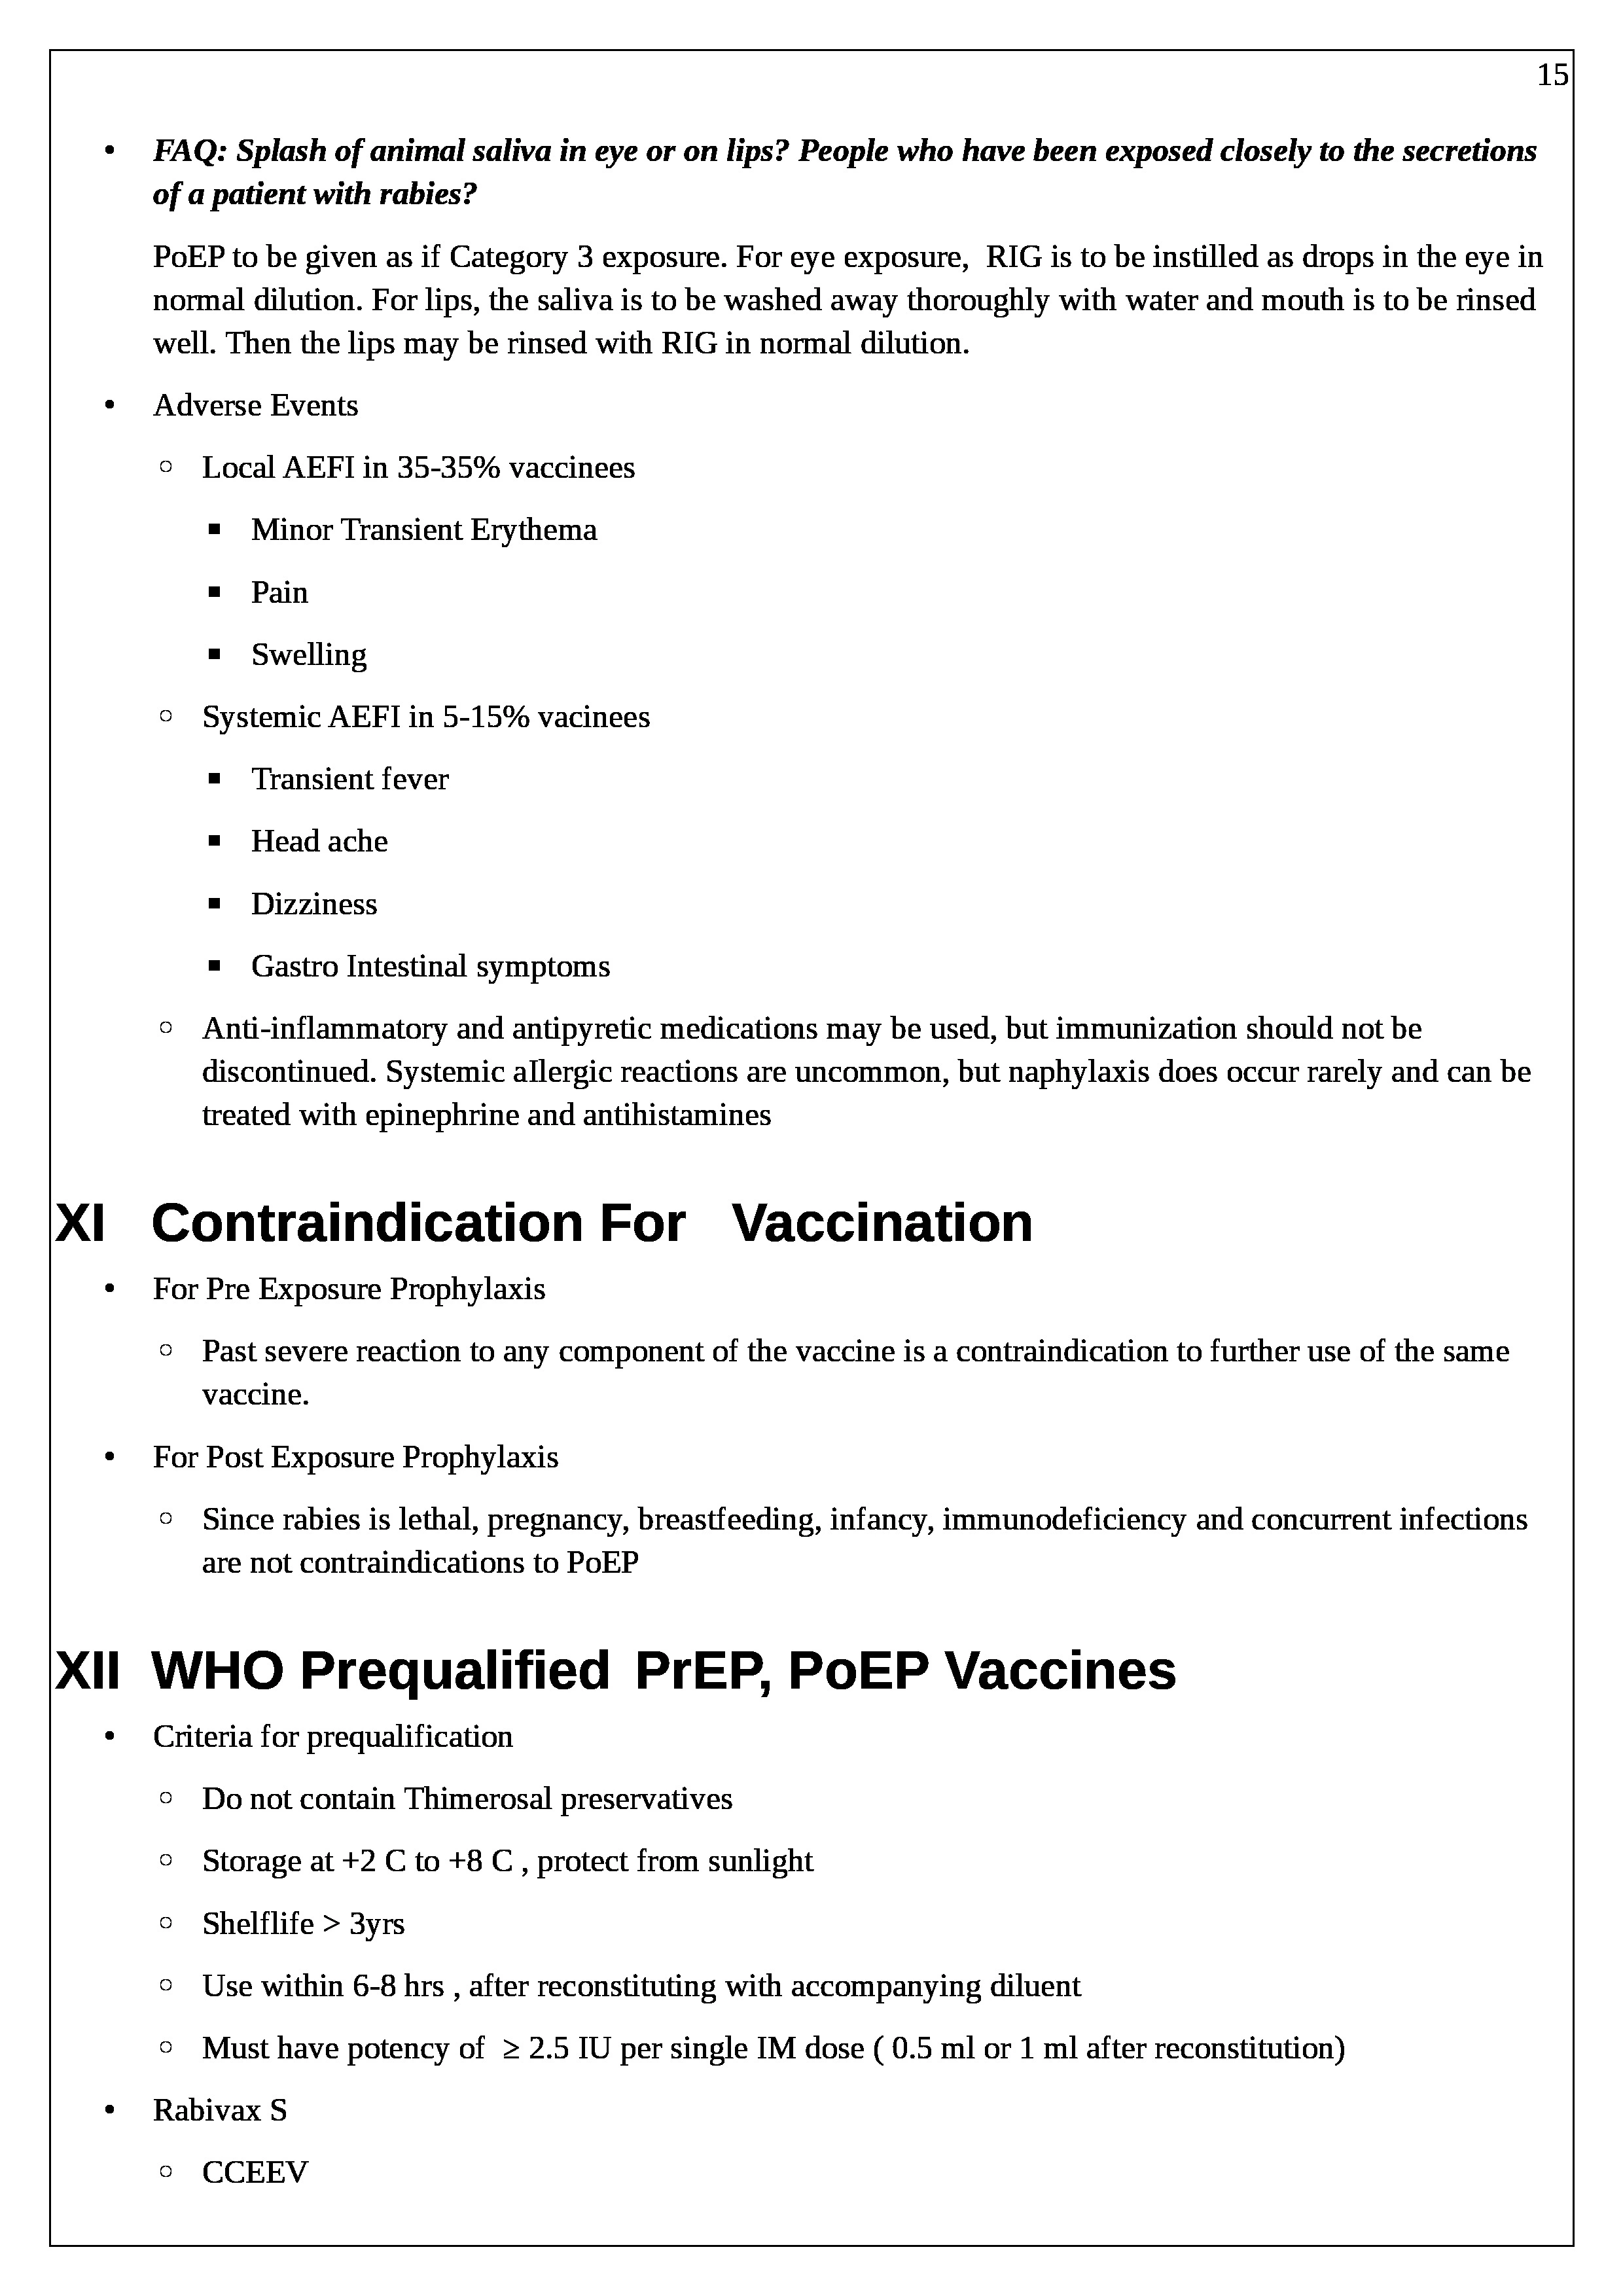 15
• FAQ: Splash of animal saliva in eye or on lips? People who have been exposed closely to the secretions
of a patient with rabies?
PoEP to be given as if Category 3 exposure. For eye exposure,  RIG is to be instilled as drops in the eye in
normal dilution. For lips, the saliva is to be washed away thoroughly with water and mouth is to be rinsed
well. Then the lips may be rinsed with RIG in normal dilution.
• Adverse Events
◦ Local AEFI in 35-35% vaccinees
▪ Minor Transient Erythema
▪ Pain
▪ Swelling
◦ Systemic AEFI in 5-15% vacinees
▪ Transient fever
▪ Head ache
▪ Dizziness
▪ Gastro Intestinal symptoms
◦ Anti-inflammatory and antipyretic medications may be used, but immunization should not be
discontinued. Systemic aIlergic reactions are uncommon, but naphylaxis does occur rarely and can be
treated with epinephrine and antihistamines
XI Contraindication For Vaccination
• For Pre Exposure Prophylaxis
◦ Past severe reaction to any component of the vaccine is a contraindication to further use of the same
vaccine.
• For Post Exposure Prophylaxis
◦ Since rabies is lethal, pregnancy, breastfeeding, infancy, immunodeficiency and concurrent infections
are not contraindications to PoEP
XII WHO Prequalified PrEP, PoEP Vaccines
• Criteria for prequalification
◦ Do not contain Thimerosal preservatives
◦ Storage at +2 C to +8 C , protect from sunlight
◦ Shelflife > 3yrs
◦ Use within 6-8 hrs , after reconstituting with accompanying diluent
◦ Must have potency of  ≥ 2.5 IU per single IM dose ( 0.5 ml or 1 ml after reconstitution)
• Rabivax S
◦ CCEEV